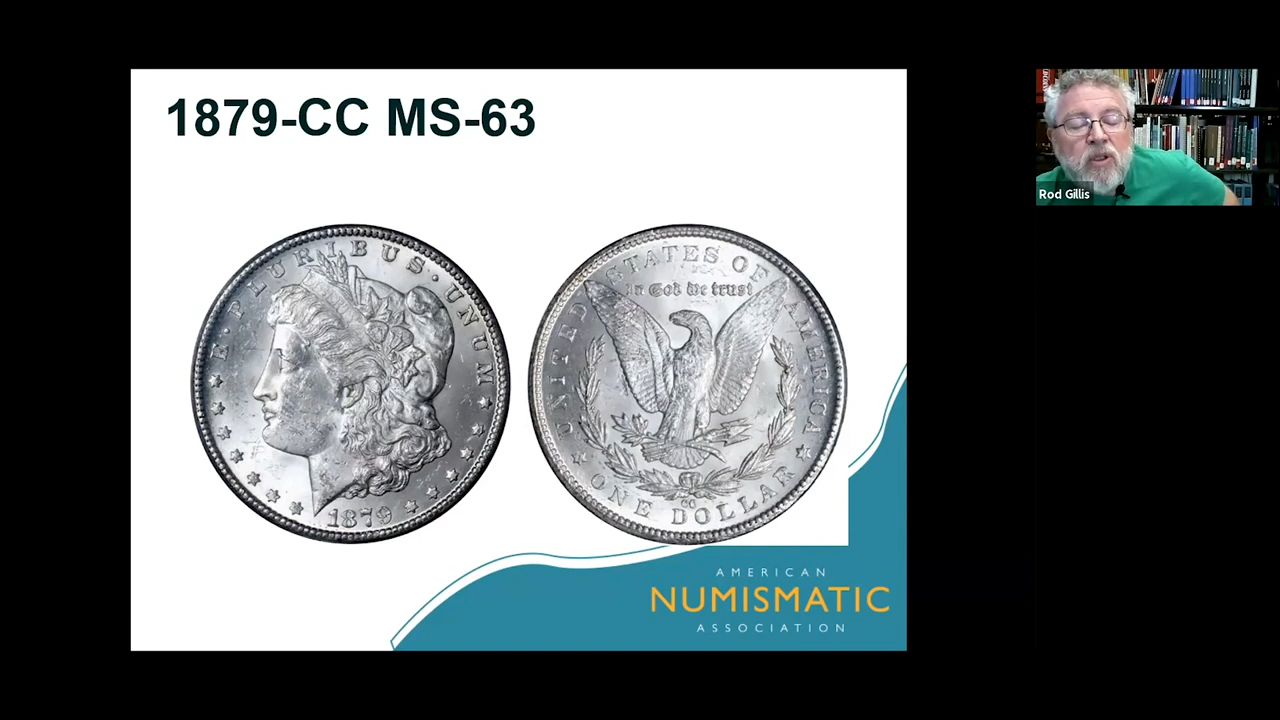 1879-CC MS-63
E·PLURIBUS·UNUM
1879
UNITED STATES OF AMERICA
In God We trust
CC
ONE DOLLAR
AMERICAN
NUMISMATIC
ASSOCIATION
Rod Gillis